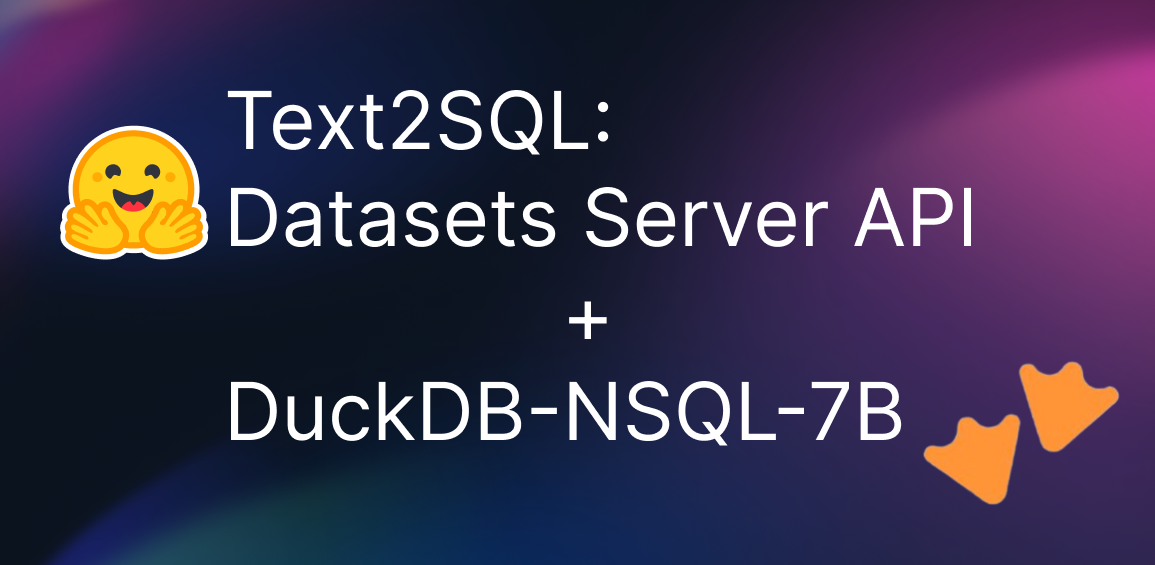 Text2SQL:
Datasets Server API
+
DuckDB-NSQL-7B